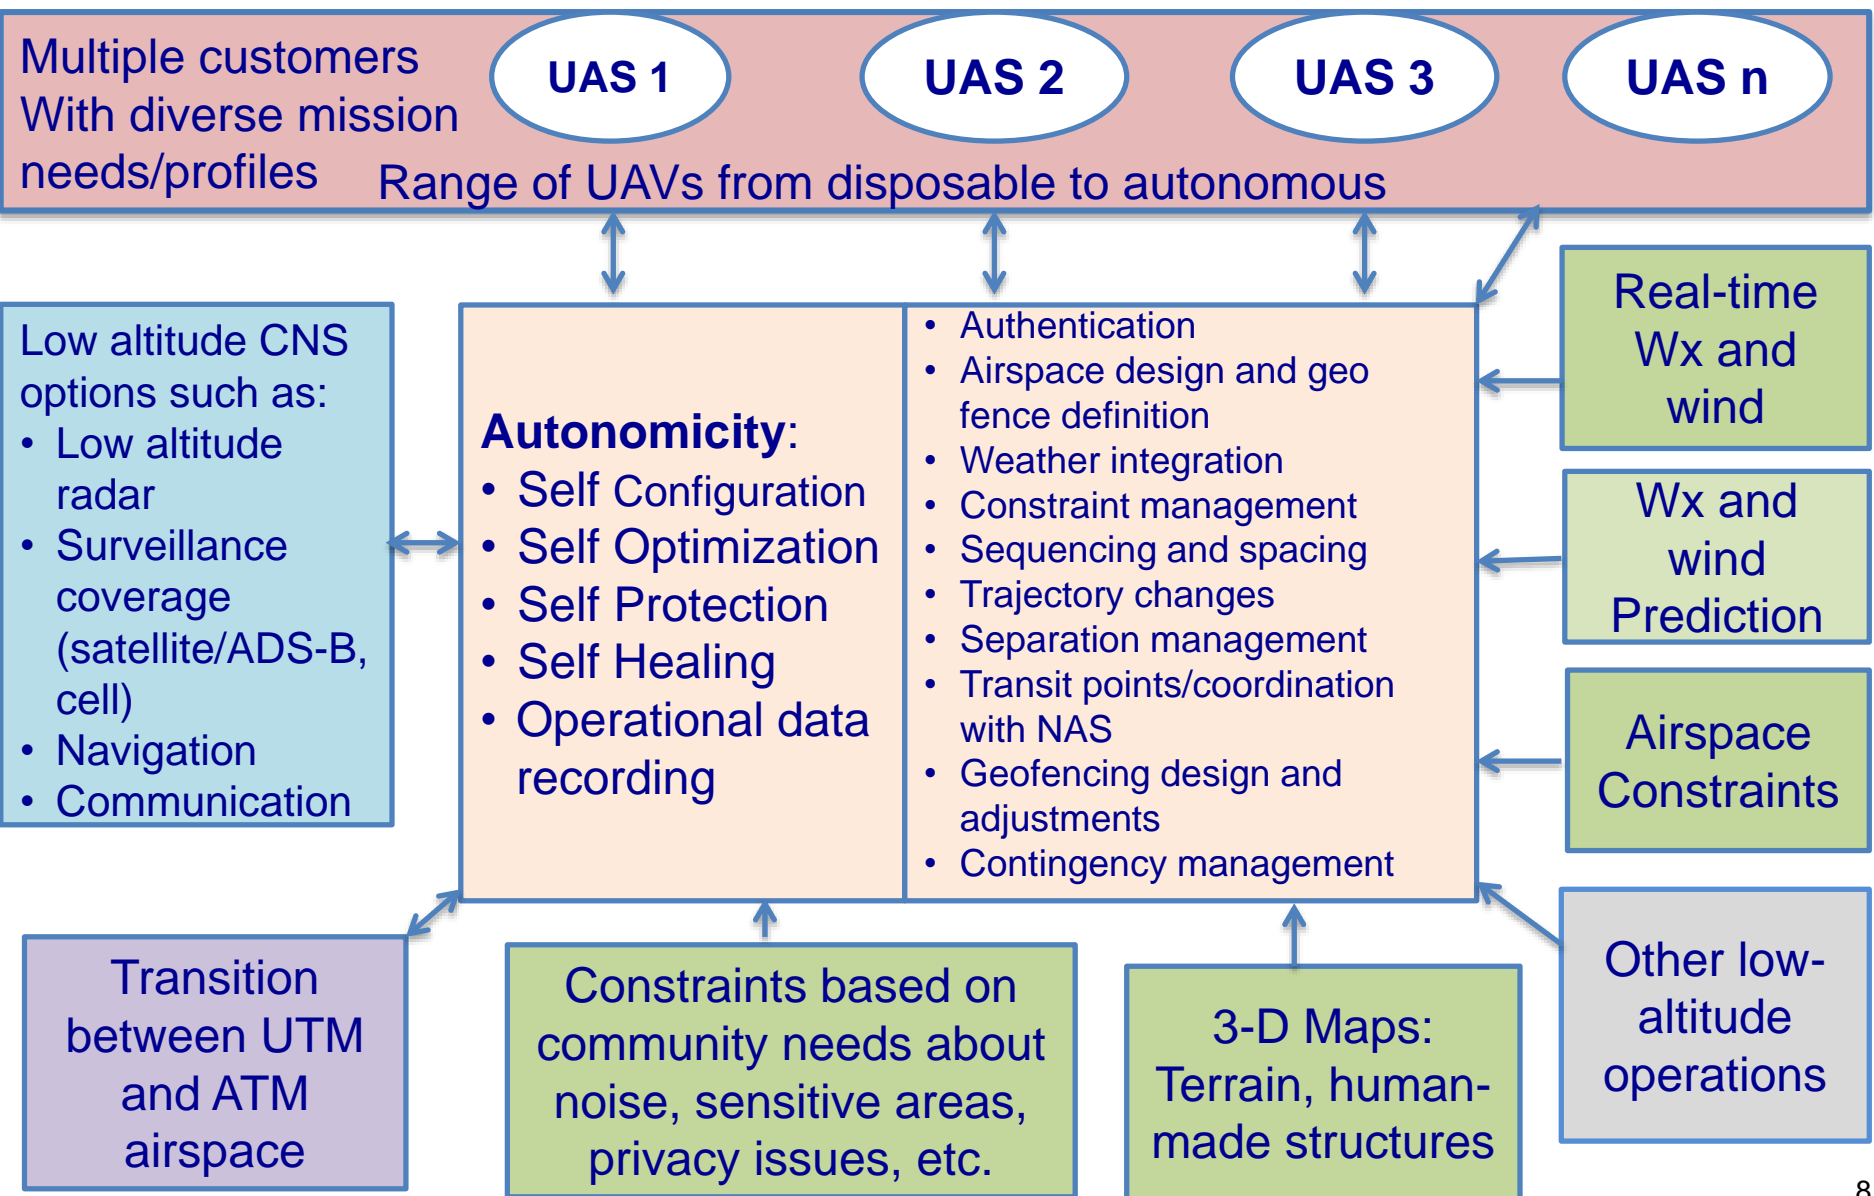 Multiple customers
With diverse mission
needs/profiles
UAS 1
UAS 2
UAS 3
UAS n
Range of UAVs from disposable to autonomous
Low altitude CNS
options such as:
• Low altitude
radar
• Surveillance
coverage
(satellite/ADS-B,
cell)
• Navigation
• Communication
Autonomicity:
• Self Configuration
• Self Optimization
• Self Protection
• Self Healing
• Operational data
recording
• Authentication
• Airspace design and geo
fence definition
• Weather integration
• Constraint management
• Sequencing and spacing
• Trajectory changes
• Separation management
• Transit points/coordination
with NAS
• Geofencing design and
adjustments
• Contingency management
Real-time
Wx and
wind
Wx and
wind
Prediction
Airspace
Constraints
Other low-
altitude
operations
Transition
between UTM
and ATM
airspace
Constraints based on
community needs about
noise, sensitive areas,
privacy issues, etc.
3-D Maps:
Terrain, human-
made structures
8